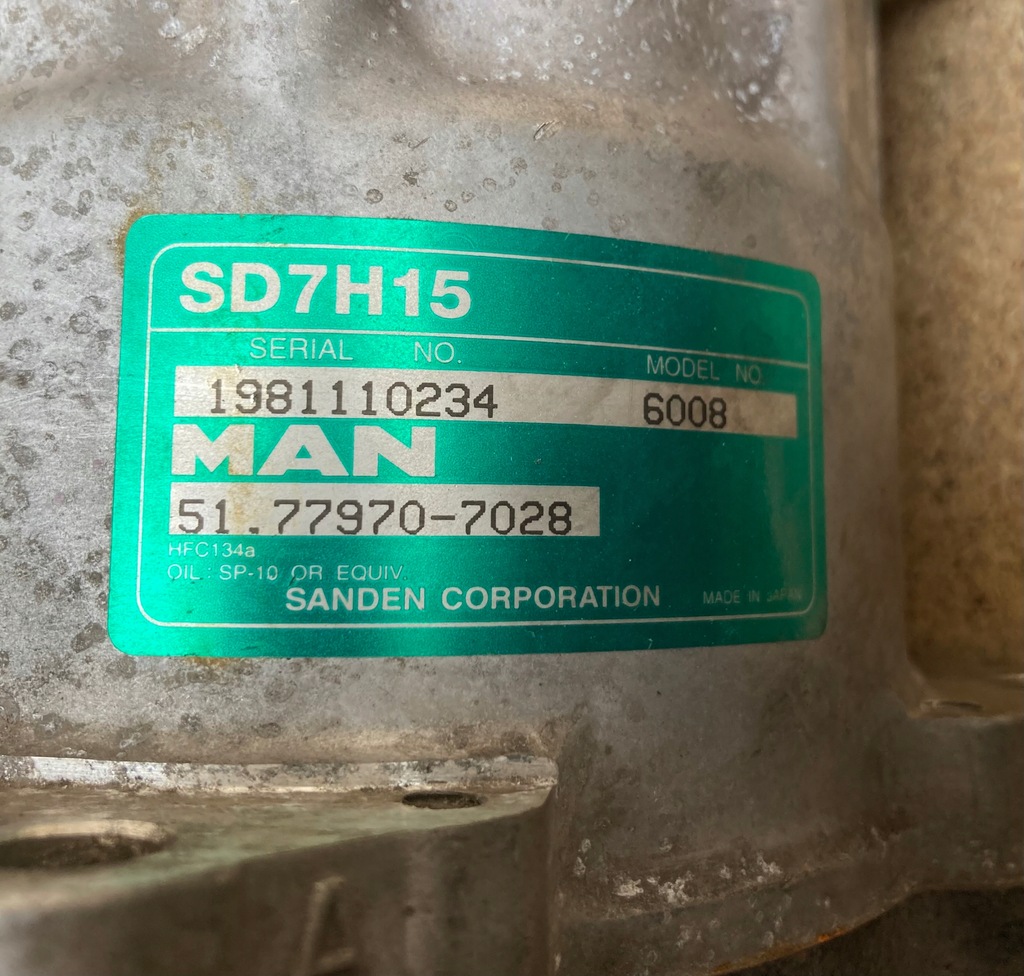 SD7H15
SERIAL NO. MODEL NO
1981110234 6008
MAN
51.77970-7028
HFC134a
OIL : SP-10 OR EQUIV.
SANDEN CORPORATION MADE IN JAPAN